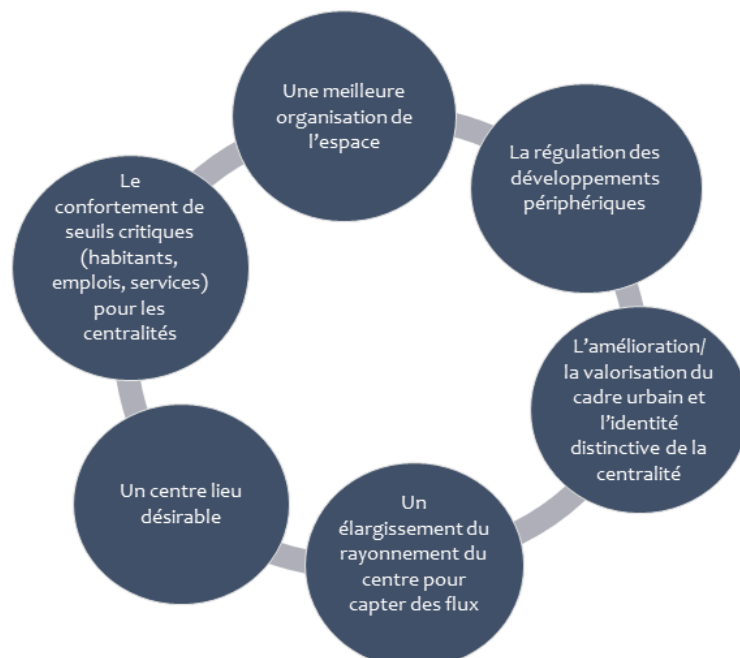 Une meilleure
organisation de
l'espace
La régulation des
développements
périphériques
L'amélioration/
la valorisation du
cadre urbain et
l'identité
distinctive de la
centralité
Un
élargissement du
rayonnement du
centre pour
capter des flux
Un centre lieu
désirable
Le
confortement de
seuils critiques
(habitants,
emplois, services)
pour les
centralités